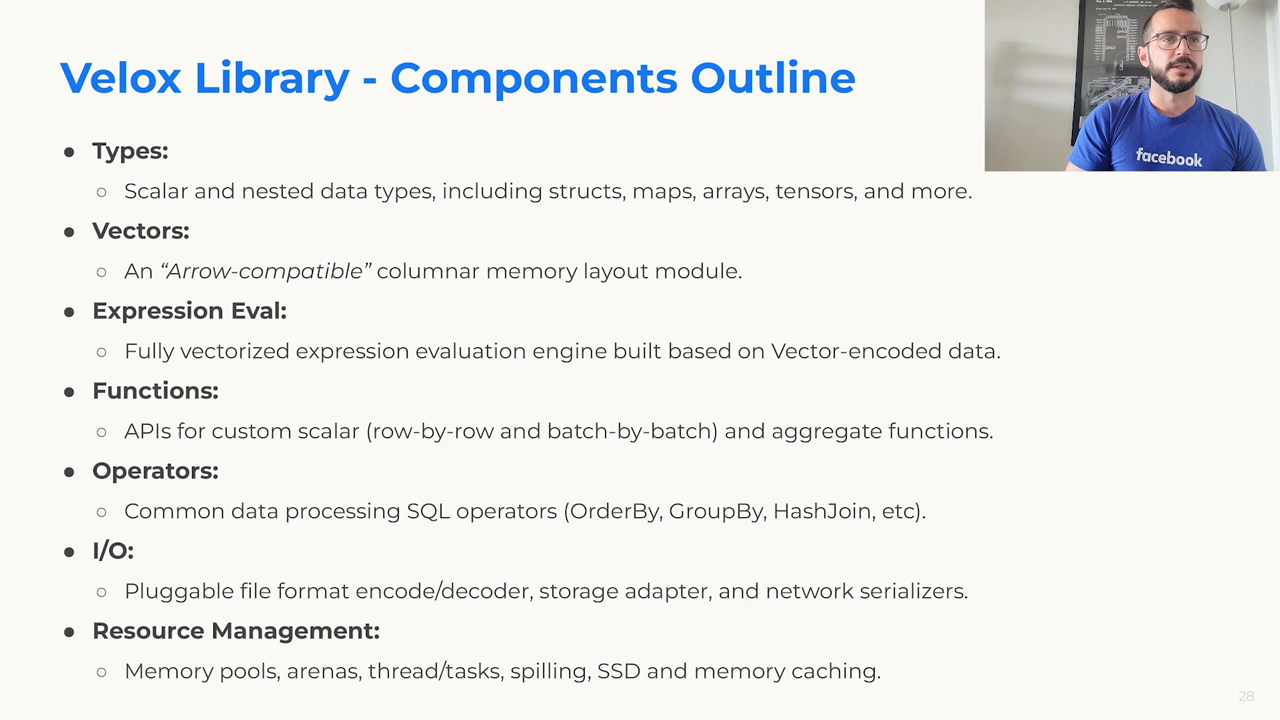 Velox Library - Components Outline
● Types:
○ Scalar and nested data types, including structs, maps, arrays, tensors, and more.
● Vectors:
○ An “Arrow-compatible” columnar memory layout module.
● Expression Eval:
○ Fully vectorized expression evaluation engine built based on Vector-encoded data.
● Functions:
○ APIs for custom scalar (row-by-row and batch-by-batch) and aggregate functions.
● Operators:
○ Common data processing SQL operators (OrderBy, GroupBy, HashJoin, etc).
● I/O:
○ Pluggable file format encode/decoder, storage adapter, and network serializers.
● Resource Management:
○ Memory pools, arenas, thread/tasks, spilling, SSD and memory caching.
facebook
28